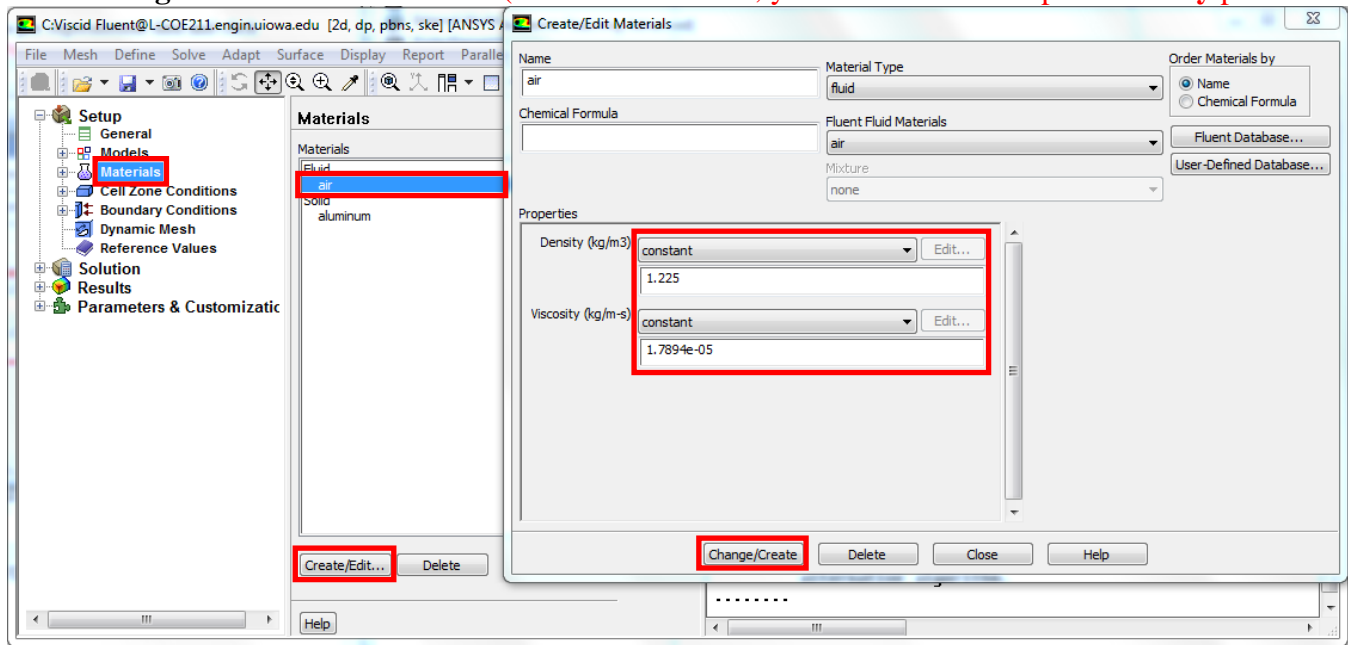 C:Viscid Fluent@L-COE211.engin.uiowa.edu [2d, dp, pbns, ske] [ANSYS
File Mesh Define Solve Adapt Surface Display Report Paralle
Setup
General
Models
Materials
Cell Zone Conditions
Boundary Conditions
Dynamic Mesh
Reference Values
Solution
Results
Parameters & Customizatic
Materials
Materials
Fluid
air
Solid
aluminum
Create/Edit... Delete
Help
Create/Edit Materials
Name
air
Chemical Formula
Material Type
fluid
Fluent Fluid Materials
air
Mixture
none
Order Materials by
Name
Chemical Formula
Fluent Database...
User-Defined Database...
Properties
Density (kg/m3) constant Edit...
1.225
Viscosity (kg/m-s) constant Edit...
1.7894e-05
Change/Create Delete Close Help